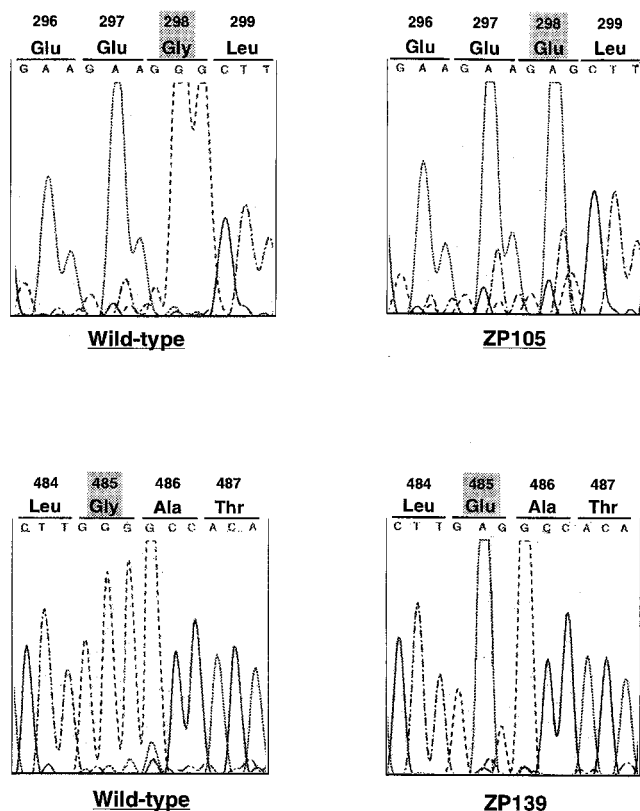 296 297 298 299
Glu Glu Gly Leu
G A A G A A G G G C T T
Wild-type
296 297 298 299
Glu Glu Glu Leu
G A A G A A G A G C T T
ZP105
484 485 486 487
Leu Gly Ala Thr
C T T G G G G C C A C A
Wild-type
484 485 486 487
Leu Glu Ala Thr
C T T G A G G C C A C A
ZP139